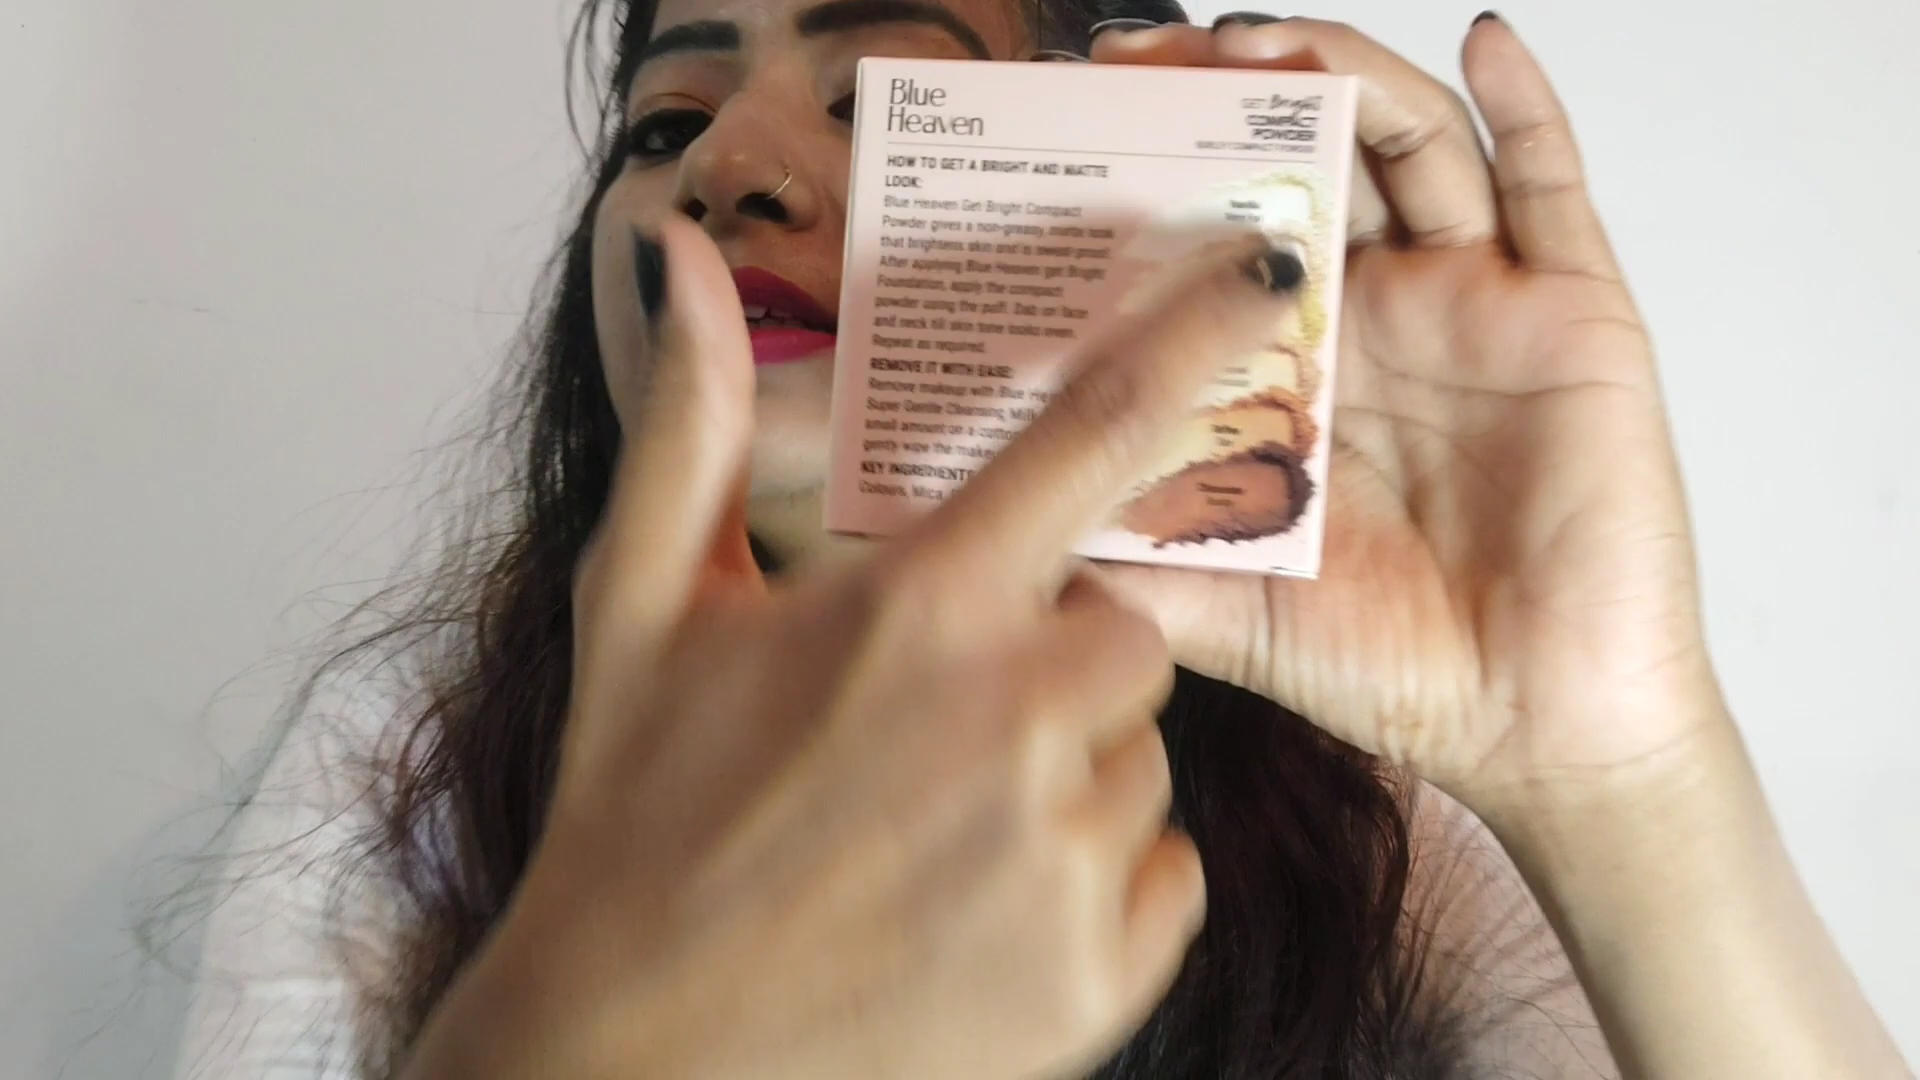 Blue
Heaven
GET Bright
COMPACT
POWDER
HOW TO GET A BRIGHT AND MATTE
LOOK:
Blue Heaven Get Bright Compact
Powder gives a non-greasy, matte look
that brightens skin and is sweat-proof.
After applying Blue Heaven get Bright
Foundation, apply the compact
powder using the puff. Dab on face
and neck till skin tone looks even.
Repeat as required.
REMOVE IT WITH EASE:
Remove makeup with Blue
Super Gentle Cleansing Milk
small amount on a cotton
gently wipe the
KEY INGREDIENTS
Colours, Mica,